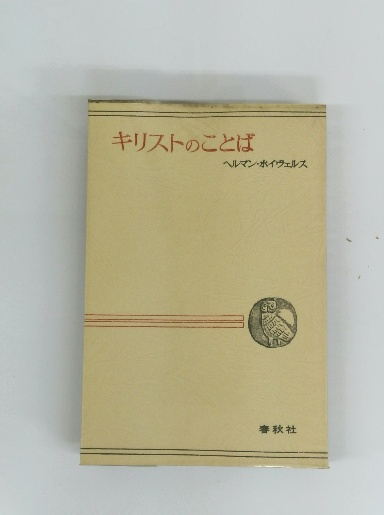 キリストのことば
ヘルマン・ホイヴェルス
春秋社